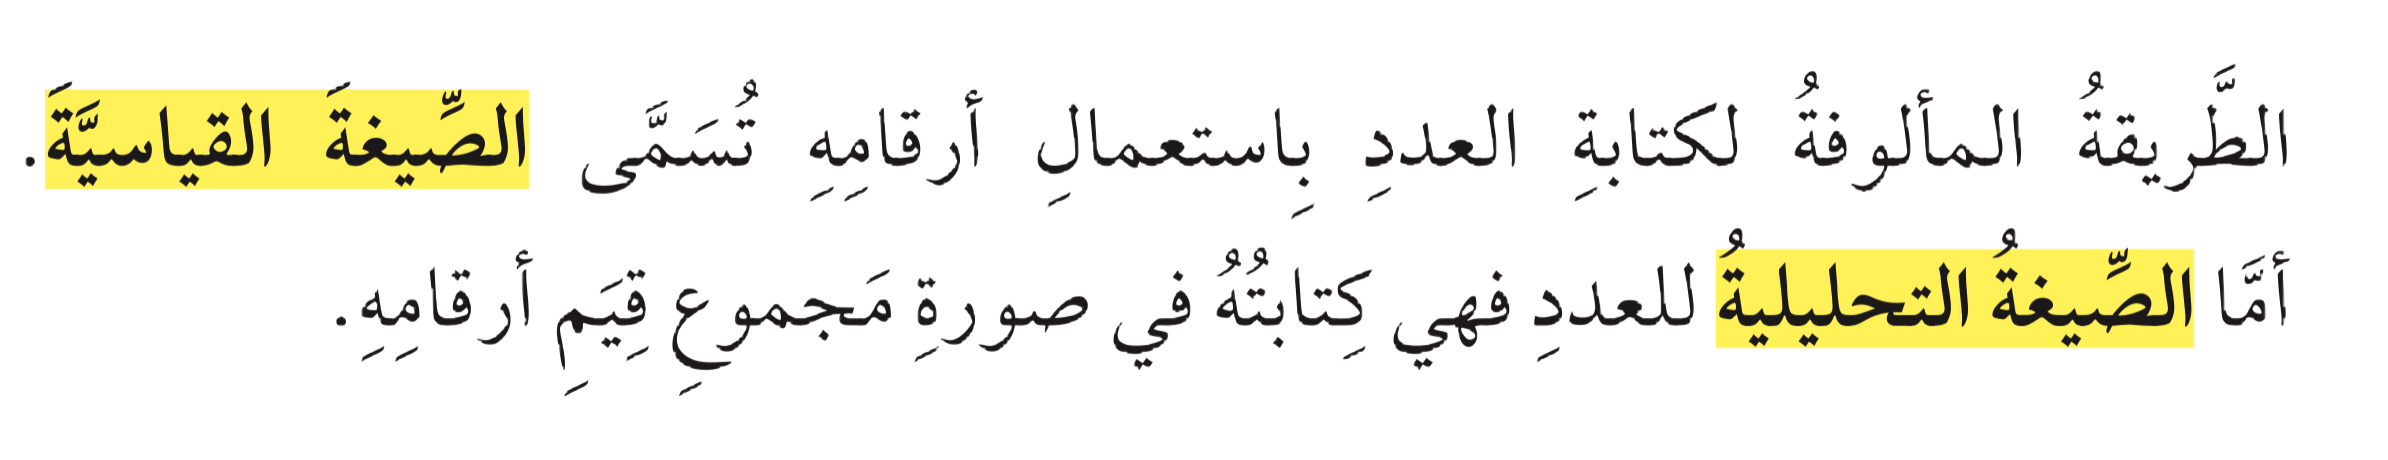 الطَّريقةُ المألوفةُ لكتابةِ العددِ بِاستعمالِ أرقامِهِ تُسَمَّى الصِّيغةَ القياسيَّةَ.
أمَّا الصِّيغةُ التحليليةُ للعددِ فهي كِتابتُهُ في صورةِ مَجموعِ قِيَمِ أرقامِهِ.